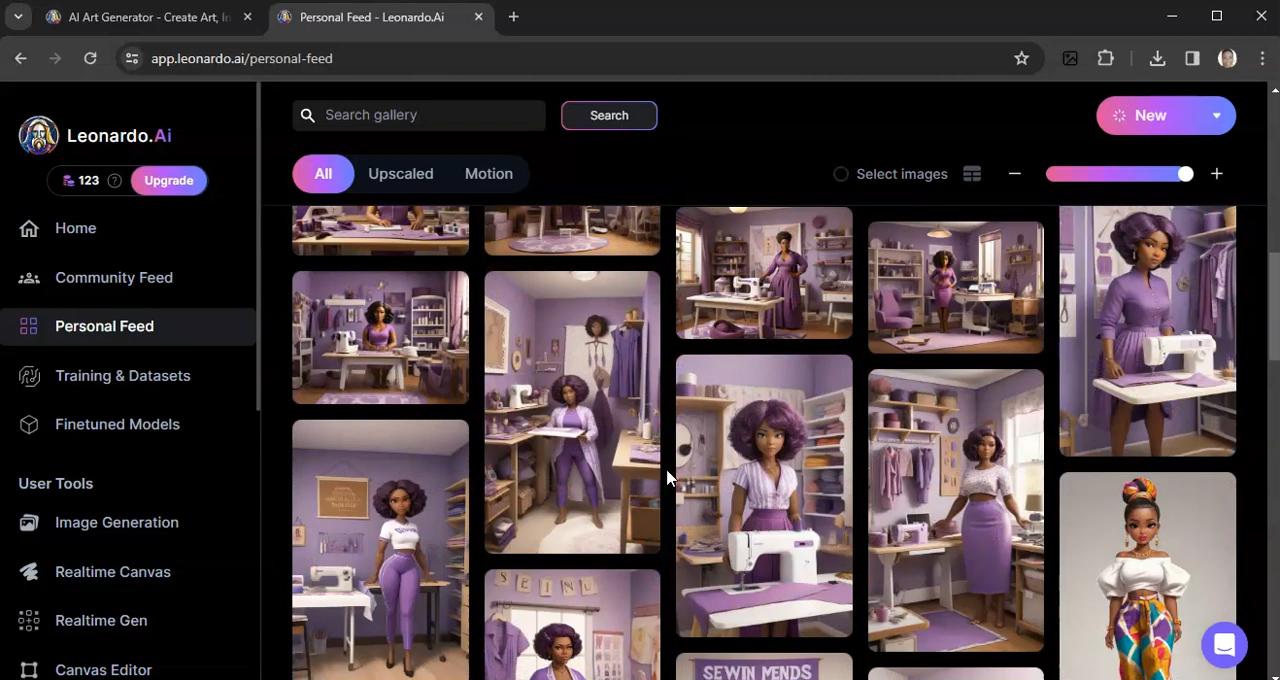 AI Art Generator - Create Art, In
Personal Feed - Leonardo.Ai
app.leonardo.ai/personal-feed
Leonardo.Ai
123
Upgrade
Home
Community Feed
Personal Feed
Training & Datasets
Finetuned Models
User Tools
Image Generation
Realtime Canvas
Realtime Gen
Canvas Editor
Search gallery
Search
New
All
Upscaled
Motion
Select images
SEWIN MENDS